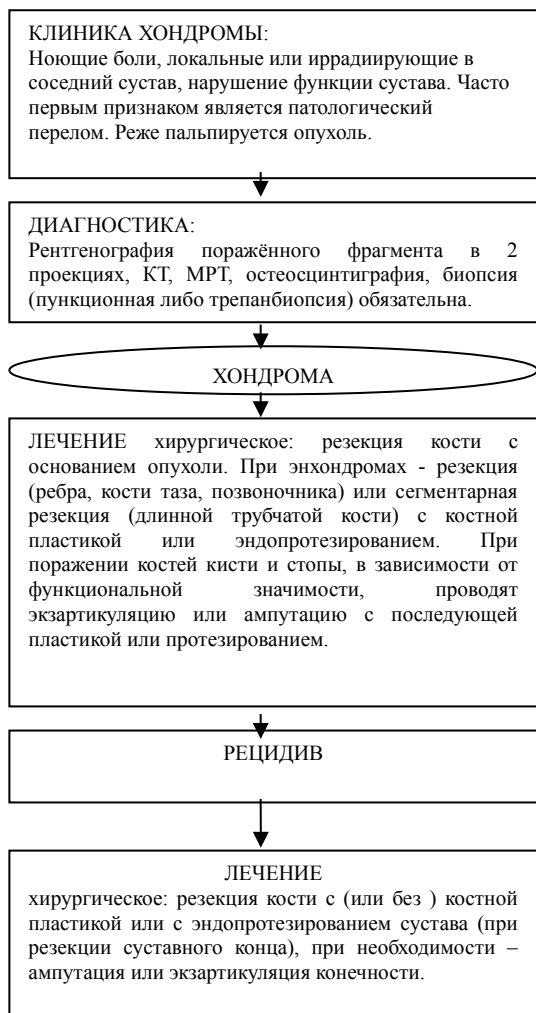 КЛИНИКА ХОНДРОМЫ:
Ноющие боли, локальные или иррадиирующие в
соседний сустав, нарушение функции сустава. Часто
первым признаком является патологический
перелом. Реже пальпируется опухоль.
ДИАГНОСТИКА:
Рентгенография поражённого фрагмента в 2
проекциях, КТ, МРТ, остеосцинтиграфия, биопсия
(пункционная либо трепанбиопсия) обязательна.
ХОНДРОМА
ЛЕЧЕНИЕ хирургическое: резекция кости с
основанием опухоли. При энхондромах - резекция
(ребра, кости таза, позвоночника) или сегментарная
резекция (длинной трубчатой кости) с костной
пластикой или эндопротезированием. При
поражении костей кисти и стопы, в зависимости от
функциональной значимости, проводят
экзартикуляцию или ампутацию с последующей
пластикой или протезированием.
РЕЦИДИВ
ЛЕЧЕНИЕ
хирургическое: резекция кости с (или без ) костной
пластикой или с эндопротезированием сустава (при
резекции суставного конца), при необходимости –
ампутация или экзартикуляция конечности.